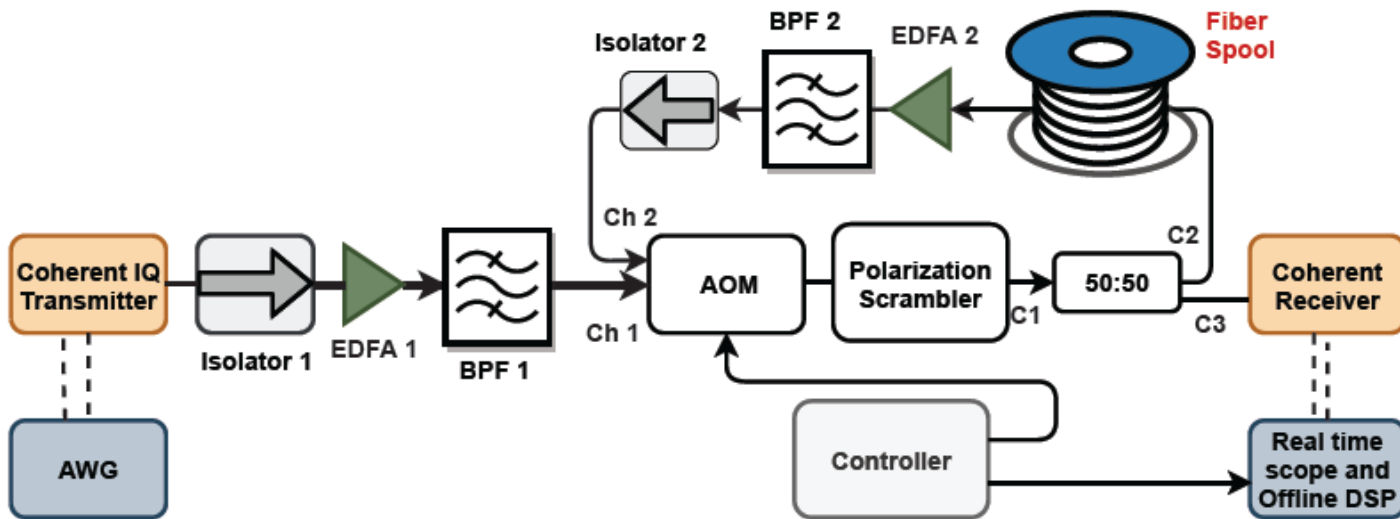 BPF 2
EDFA 2
Fiber
Spool
Isolator 2
Ch 2
C2
Coherent IQ
Transmitter
AOM
Polarization
Scrambler
50:50
Coherent
Receiver
C1
C3
Ch 1
Isolator 1
EDFA 1
BPF 1
AWG
Controller
Real time
scope and
Offline DSP